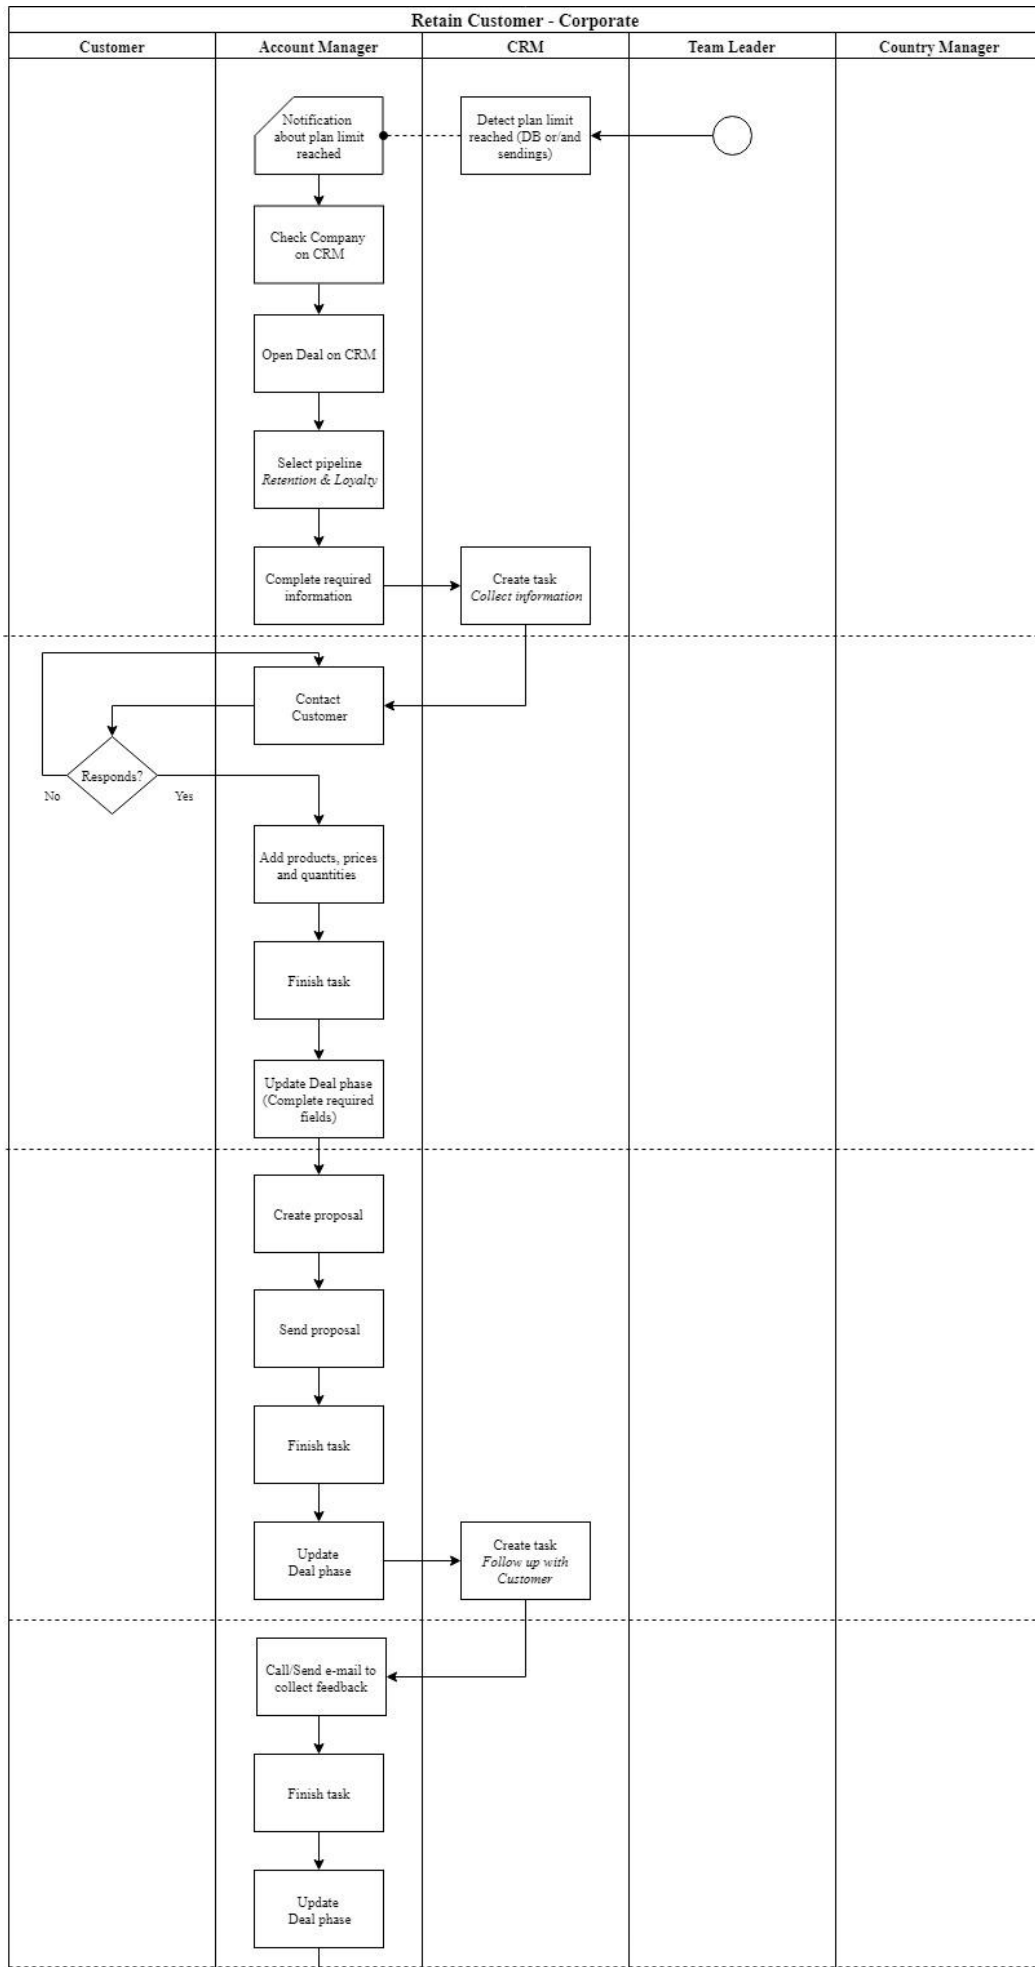 Retain Customer - Corporate
Customer
Account Manager
CRM
Team Leader
Country Manager
Notification
about plan limit
reached
Detect plan limit
reached (DB or/and
sendings)
Check Company
on CRM
Open Deal on CRM
Select pipeline
Retention & Loyalty
Complete required
information
Create task
Collect information
Contact
Customer
Responds?
No
Yes
Add products, prices
and quantities
Finish task
Update Deal phase
(Complete required
fields)
Create proposal
Send proposal
Finish task
Update
Deal phase
Create task
Follow up with
Customer
Call/Send e-mail to
collect feedback
Finish task
Update
Deal phase